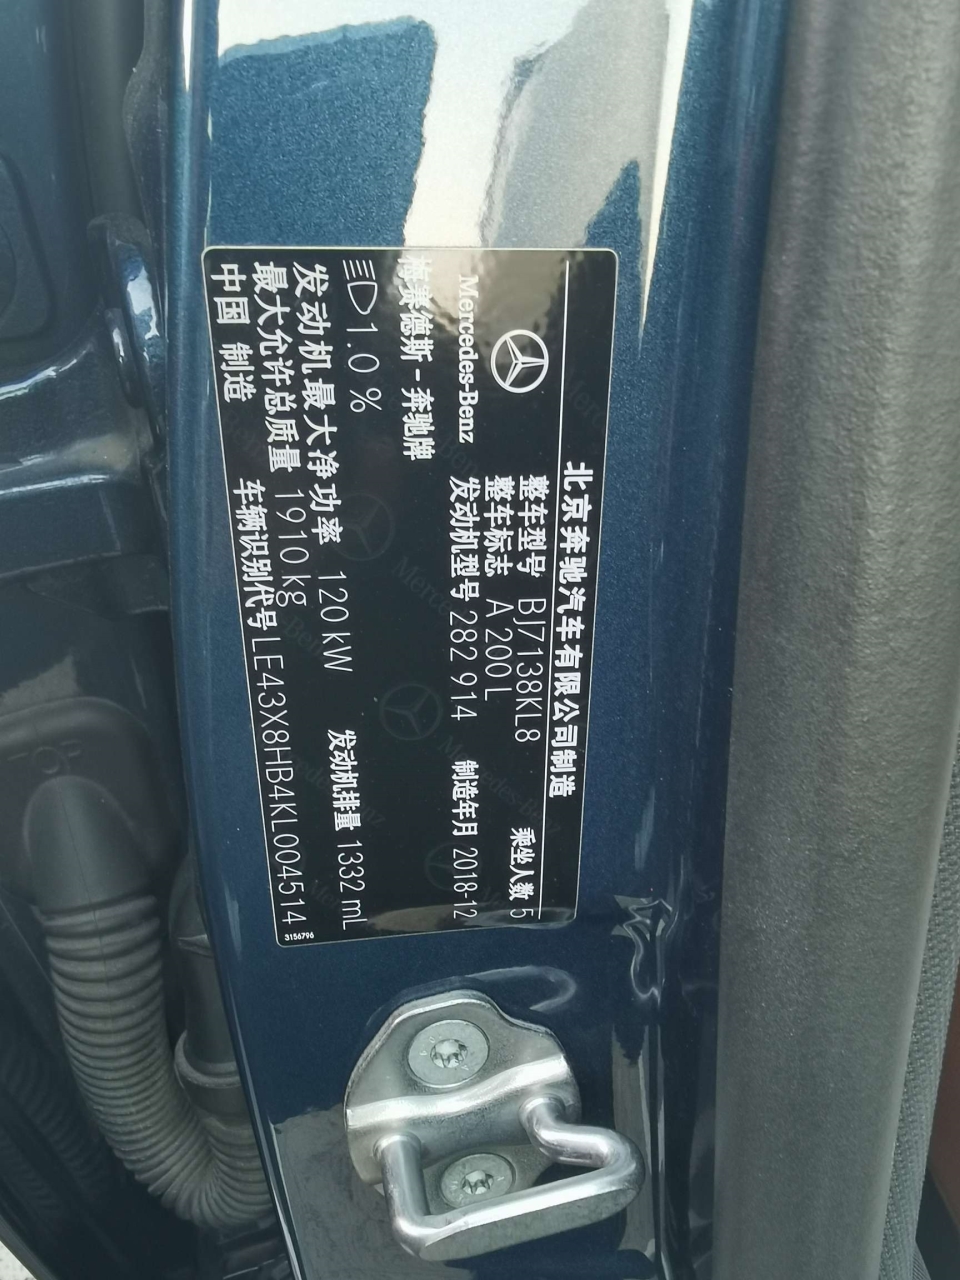 北京奔驰汽车有限公司制造
整车型号 BJ7138KL8 乘坐人数 5
整车标志 A 200 L
Mercedes-Benz
发动机型号 282 914 制造年月 2018-12
梅赛德斯-奔驰牌
1.0 %
发动机最大净功率 120 kW 发动机排量 1332 mL
最大允许总质量 1910 kg
中国 制造 车辆识别代号 LE43X8HB4KL004514
3156796